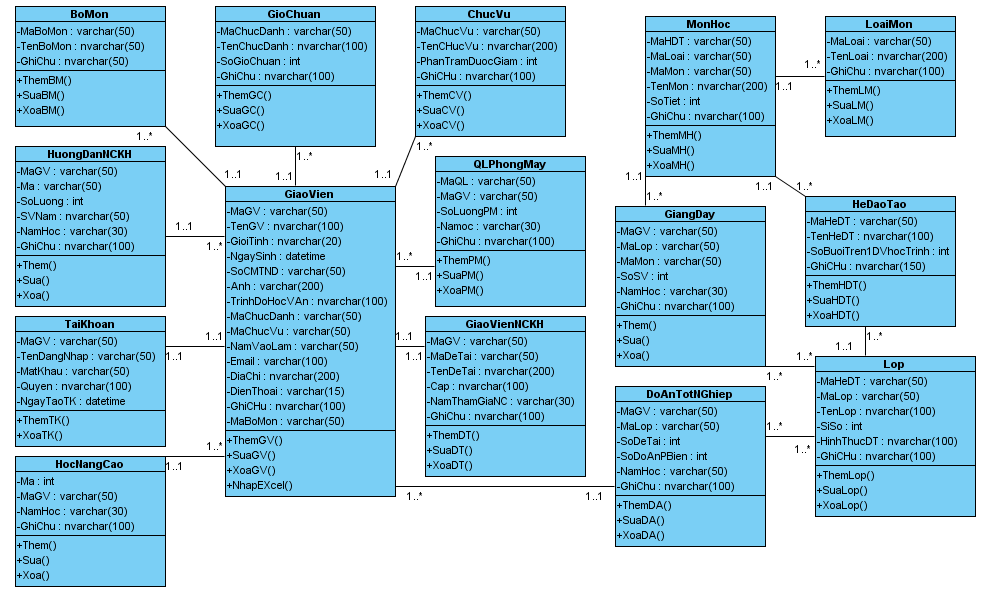 BoMon
-MaBoMon : varchar(50)
-TenBoMon : nvarchar(50)
-GhiChu : nvarchar(50)
+ThemBM()
+SuaBM()
+XoaBM()
1..*
1..1
GioChuan
-MaChucDanh : varchar(50)
-TenChucDanh : nvarchar(100)
-SoGioChuan : int
-GhiChu : nvarchar(100)
+ThemGC()
+SuaGC()
+XoaGC()
1..*
1..1
ChucVu
-MaChucVu : varchar(50)
-TenCHucVu : nvarchar(200)
-PhanTramDuocGiam : int
-GhiCHu : nvarchar(100)
+ThemCV()
+SuaCV()
+XoaCV()
1..*
1..1
MonHoc
-MaHDT : varchar(50)
-MaLoai : varchar(50)
-MaMon : varchar(50)
-TenMon : nvarchar(200)
-SoTiet : int
-GhiChu : nvarchar(100)
+ThemMH()
+SuaMH()
+XoaMH()
1..*
1..1
LoaiMon
-MaLoai : varchar(50)
-TenLoai : nvarchar(200)
-GhiChu : nvarchar(100)
+ThemLM()
+SuaLM()
+XoaLM()
1..1
1..*
1..1
1..*
HuongDanNCKH
-MaGV : varchar(50)
-Ma : varchar(50)
-SoLuong : int
-SVNam : nvarchar(50)
-NamHoc : varchar(30)
-GhiChu : nvarchar(100)
+Them()
+Sua()
+Xoa()
1..1
1..*
GiaoVien
-MaGV : varchar(50)
-TenGV : nvarchar(100)
-GioiTinh : nvarchar(20)
-NgaySinh : datetime
-SoCMTND : varchar(50)
-Anh : varchar(200)
-TrinhDoHocVAn : nvarchar(100)
-MaChucDanh : varchar(50)
-MaChucVu : varchar(50)
-NamVaoLam : varchar(50)
-Email : varchar(100)
-DiaChi : nvarchar(200)
-DienThoai : varchar(15)
-GhiCHu : nvarchar(100)
-MaBoMon : varchar(50)
+ThemGV()
+SuaGV()
+XoaGV()
+NhapEXcel()
QLPhongMay
-MaQL : varchar(50)
-MaGV : varchar(50)
-SoLuongPM : int
-Namoc : varchar(30)
-GhiChu : nvarchar(100)
+ThemPM()
+SuaPM()
+XoaPM()
1..*
1..1
GiangDay
-MaGV : varchar(50)
-MaLop : varchar(50)
-MaMon : varchar(50)
-SoSV : int
-NamHoc : varchar(30)
-GhiChu : nvarchar(100)
+Them()
+Sua()
+Xoa()
1..*
1..*
HeDaoTao
-MaHeDT : varchar(50)
-TenHeDT : nvarchar(100)
-SoBuoiTren1DVhocTrinh : int
-GhiCHU : nvarchar(150)
+ThemHDT()
+SuaHDT()
+XoaHDT()
1..*
1..1
TaiKhoan
-MaGV : varchar(50)
-TenDangNhap : varchar(50)
-MatKhau : varchar(50)
-Quyen : nvarchar(100)
-NgayTaoTK : datetime
+ThemTK()
+XoaTK()
1..1
1..1
GiaoVienNCKH
-MaGV : varchar(50)
-MaDeTai : varchar(50)
-TenDeTai : nvarchar(200)
-Cap : nvarchar(100)
-NamThamGiaNC : varchar(30)
-GhiChu : nvarchar(100)
+ThemDT()
+SuaDT()
+XoaDT()
1..1
1..1
Lop
-MaHeDT : varchar(50)
-MaLop : varchar(50)
-TenLop : nvarchar(100)
-SiSo : int
-HinhThucDT : nvarchar(100)
-GhiCHu : nvarchar(100)
+ThemLop()
+SuaLop()
+XoaLop()
DoAnTotNGhiep
-MaGV : varchar(50)
-MaLop : varchar(50)
-SoDeTai : int
-SoDoAnPBien : int
-NamHoc : varchar(50)
-GhiChu : nvarchar(100)
+ThemDA()
+SuaDA()
+XoaDA()
1..*
1..*
1..*
1..1
HocNangCao
-Ma : int
-MaGV : varchar(50)
-NamHoc : varchar(30)
-GhiChu : nvarchar(100)
+Them()
+Sua()
+Xoa()
1..*
1..1